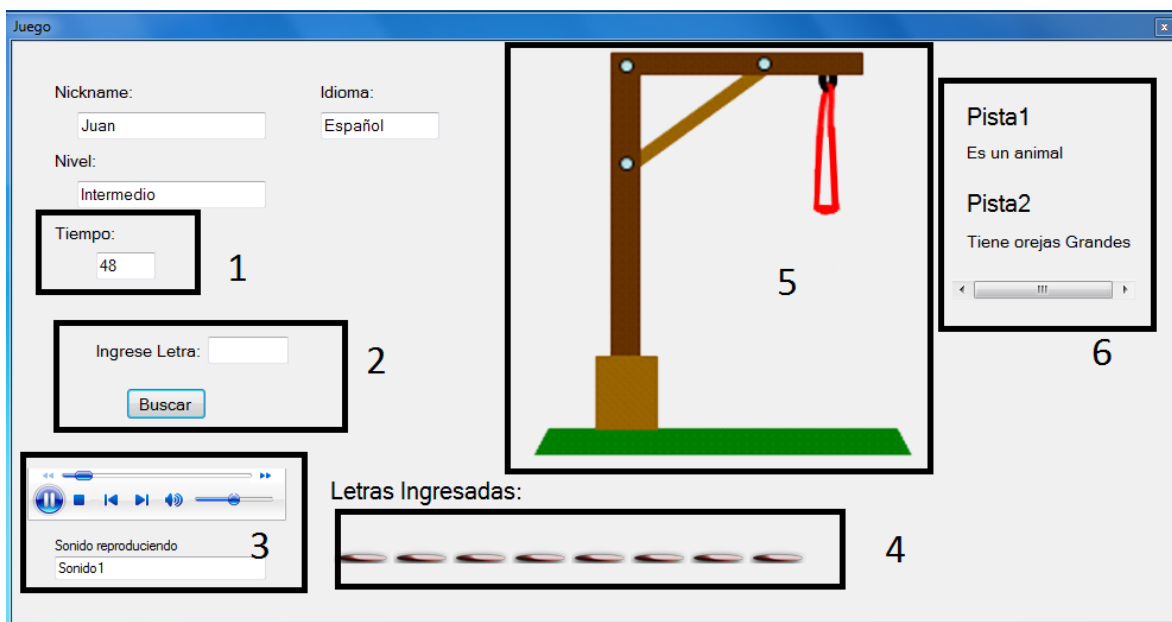 Juego
Nickname:
Idioma:
Juan
Español
Nivel:
Intermedio
Tiempo:
48
1
Ingrese Letra:
2
Buscar
3
Sonido reproduciendo
Sonido1
Letras Ingresadas:
4
5
Pista1
Es un animal
Pista2
Tiene orejas Grandes
6